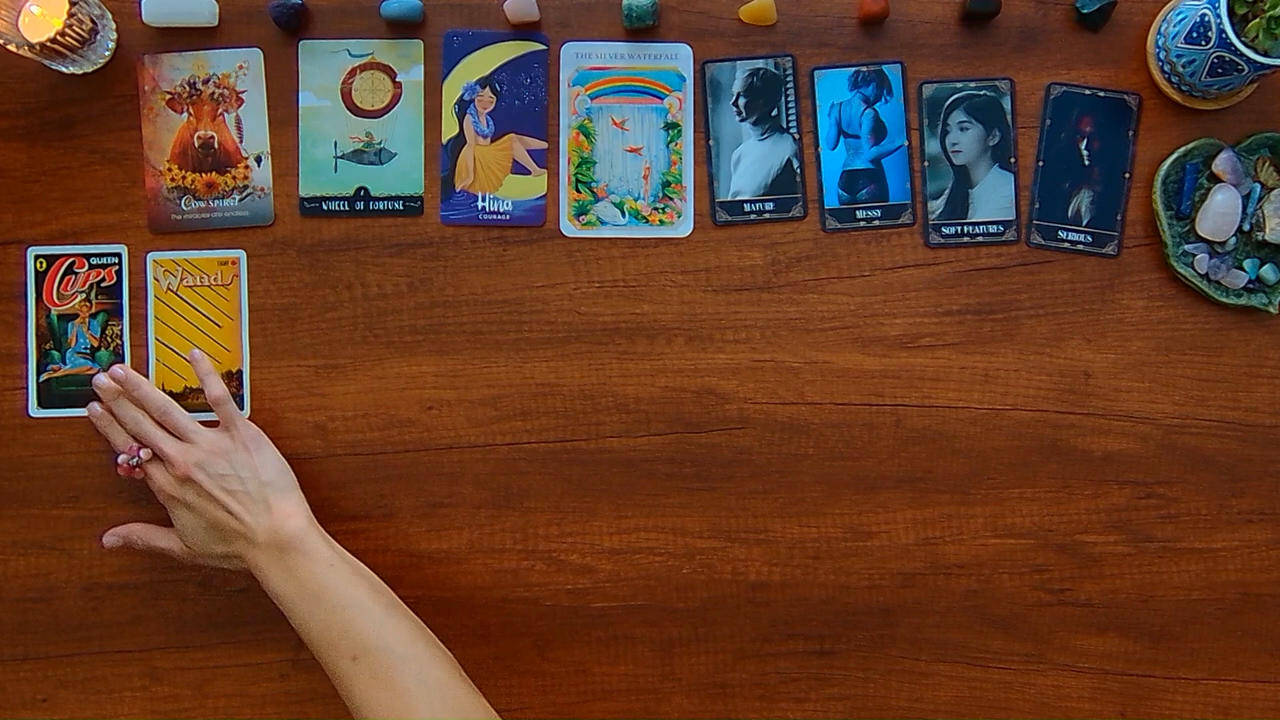 Cow Spirit
The miracles are endless
WHEEL OF FORTUNE
Hina
COURAGE
THE SILVER WATERFALL
MATURE
MESSY
SOFT FEATURES
SERIOUS
QUEEN
CUPS
EIGHT
Wands